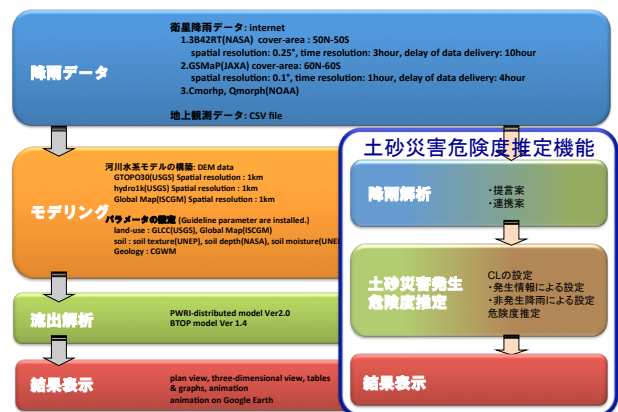 降雨データ
衛星降雨データ: internet
1.3B42RT(NASA) cover-area : 50N-50S
spatial resolution: 0.25°, time resolution: 3hour, delay of data delivery: 10hour
2.GSMaP(JAXA) cover-area: 60N-60S
spatial resolution: 0.1°, time resolution: 1hour, delay of data delivery: 4hour
3.Cmorhp, Qmorph(NOAA)
地上観測データ: CSV file
モデリング
河川水系モデルの構築: DEM data
GTOPO30(USGS) Spatial resolution : 1km
hydro1k(USGS) Spatial resolution : 1km
Global Map(ISCGM) Spatial resolution : 1km
パラメータの設定 (Guideline parameter are installed.)
land-use : GLCC(USGS), Global Map(ISCGM)
soil : soil texture(UNEP), soil depth(NASA), soil moisture(UNE
Geology : CGWM
流出解析
PWRI-distributed model Ver2.0
BTOP model Ver 1.4
結果表示
plan view, three-dimensional view, tables
& graphs, animation
animation on Google Earth
土砂災害危険度推定機能
降雨解析
・提言案
・連携案
土砂災害発生
危険度推定
CLの設定
・発生情報による設定
・非発生降雨による設定
危険度推定
結果表示